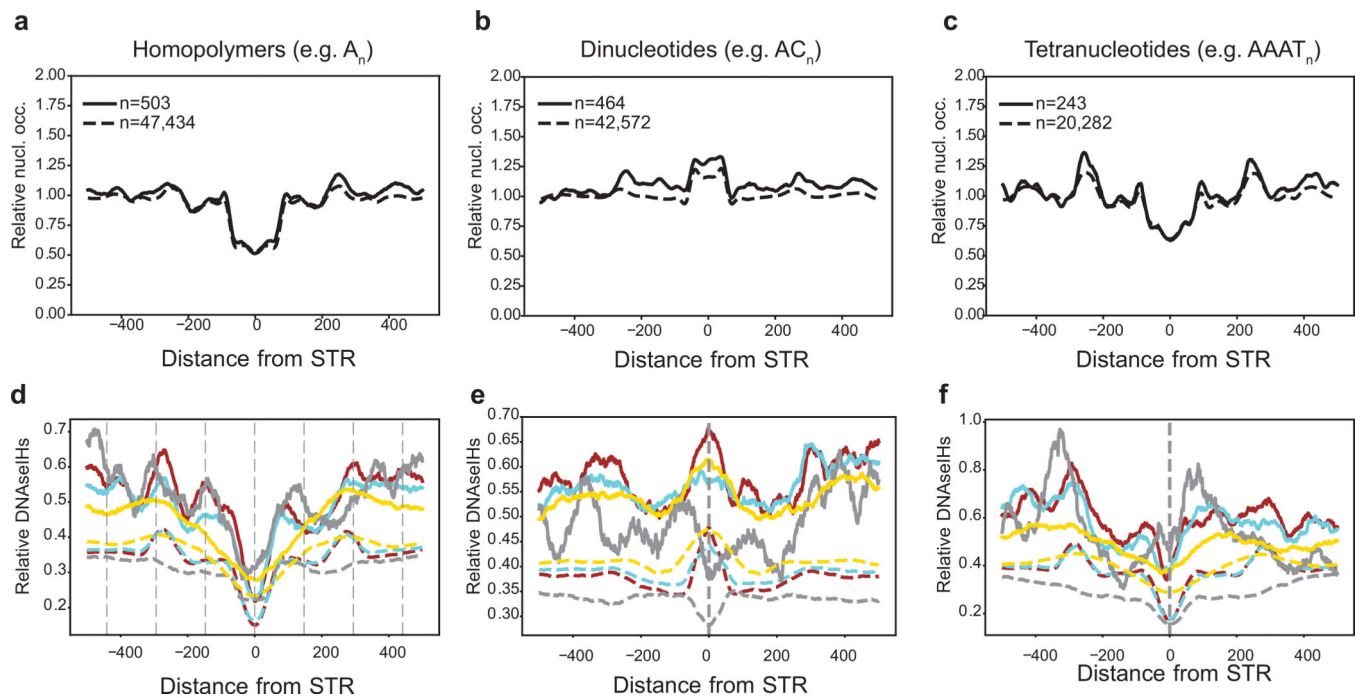 a
Homopolymers (e.g. Aₙ)
Relative nucl. occ.
2.00
1.75
1.50
1.25
1.00
0.75
0.50
0.25
0.00
n=503
n=47,434
−400 −200 0 200 400
Distance from STR
b
Dinucleotides (e.g. ACₙ)
2.00
1.75
1.50
1.25
1.00
0.75
0.50
0.25
0.00
n=464
n=42,572
−400 −200 0 200 400
Distance from STR
c
Tetranucleotides (e.g. AAATₙ)
Relative nucl. occ.
2.00
1.75
1.50
1.25
1.00
0.75
0.50
0.25
0.00
n=243
n=20,282
−400 −200 0 200 400
Distance from STR
d
Relative DNAseIHs
0.7
0.6
0.5
0.4
0.3
0.2
−400 −200 0 200 400
Distance from STR
e
Relative DNAseIHs
0.70
0.65
0.60
0.55
0.50
0.45
0.40
0.35
0.30
−400 −200 0 200 400
Distance from STR
f
Relative DNAseIHs
1.0
0.8
0.6
0.4
0.2
−400 −200 0 200 400
Distance from STR